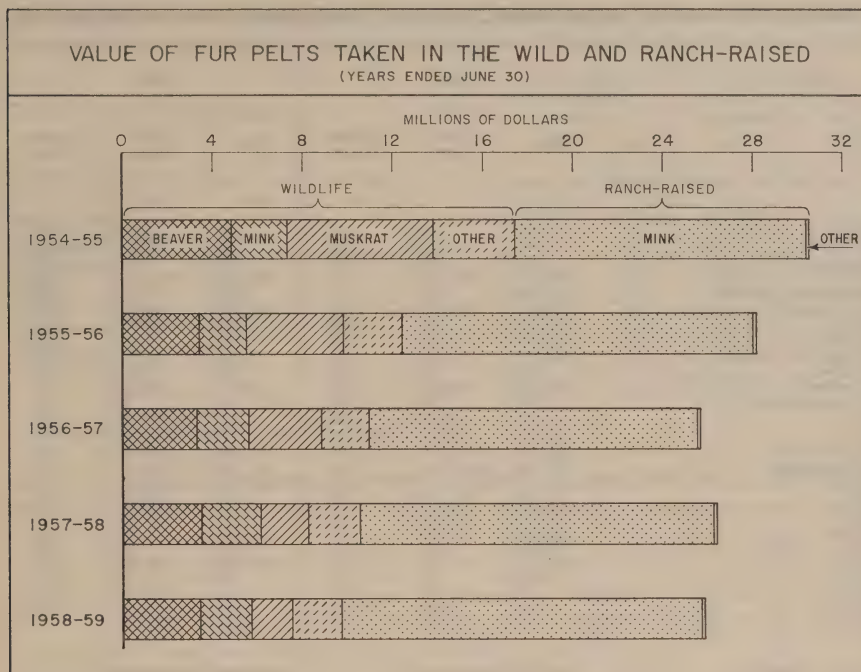 VALUE OF FUR PELTS TAKEN IN THE WILD AND RANCH-RAISED
(YEARS ENDED JUNE 30)
MILLIONS OF DOLLARS
0 4 8 12 16 20 24 28 32
WILDLIFE RANCH-RAISED
1954-55 BEAVER MINK MUSKRAT OTHER MINK OTHER
1955-56
1956-57
1957-58
1958-59